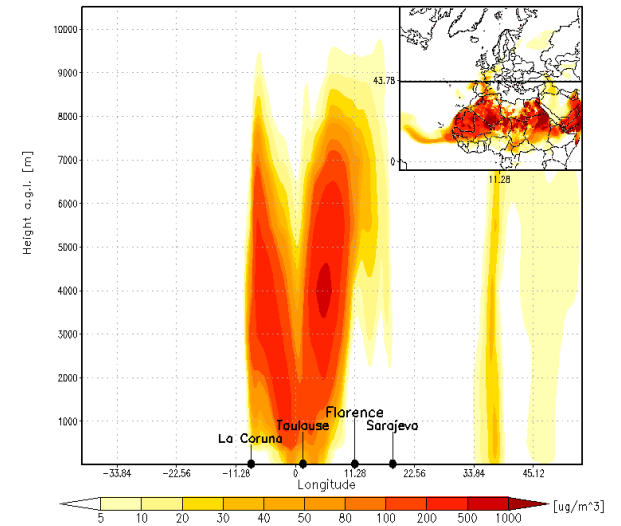 10000
9000
8000
7000
6000
5000
4000
3000
2000
1000
Height a.g.l. [m]
43.78
0
11.28
La Coruna
Toulouse
Florence
Sarajevo
-33.84 -22.56 -11.28 0 11.28 22.56 33.84 45.12
Longitude
5 10 20 30 40 50 80 100 200 500 1000 [ug/m^3]